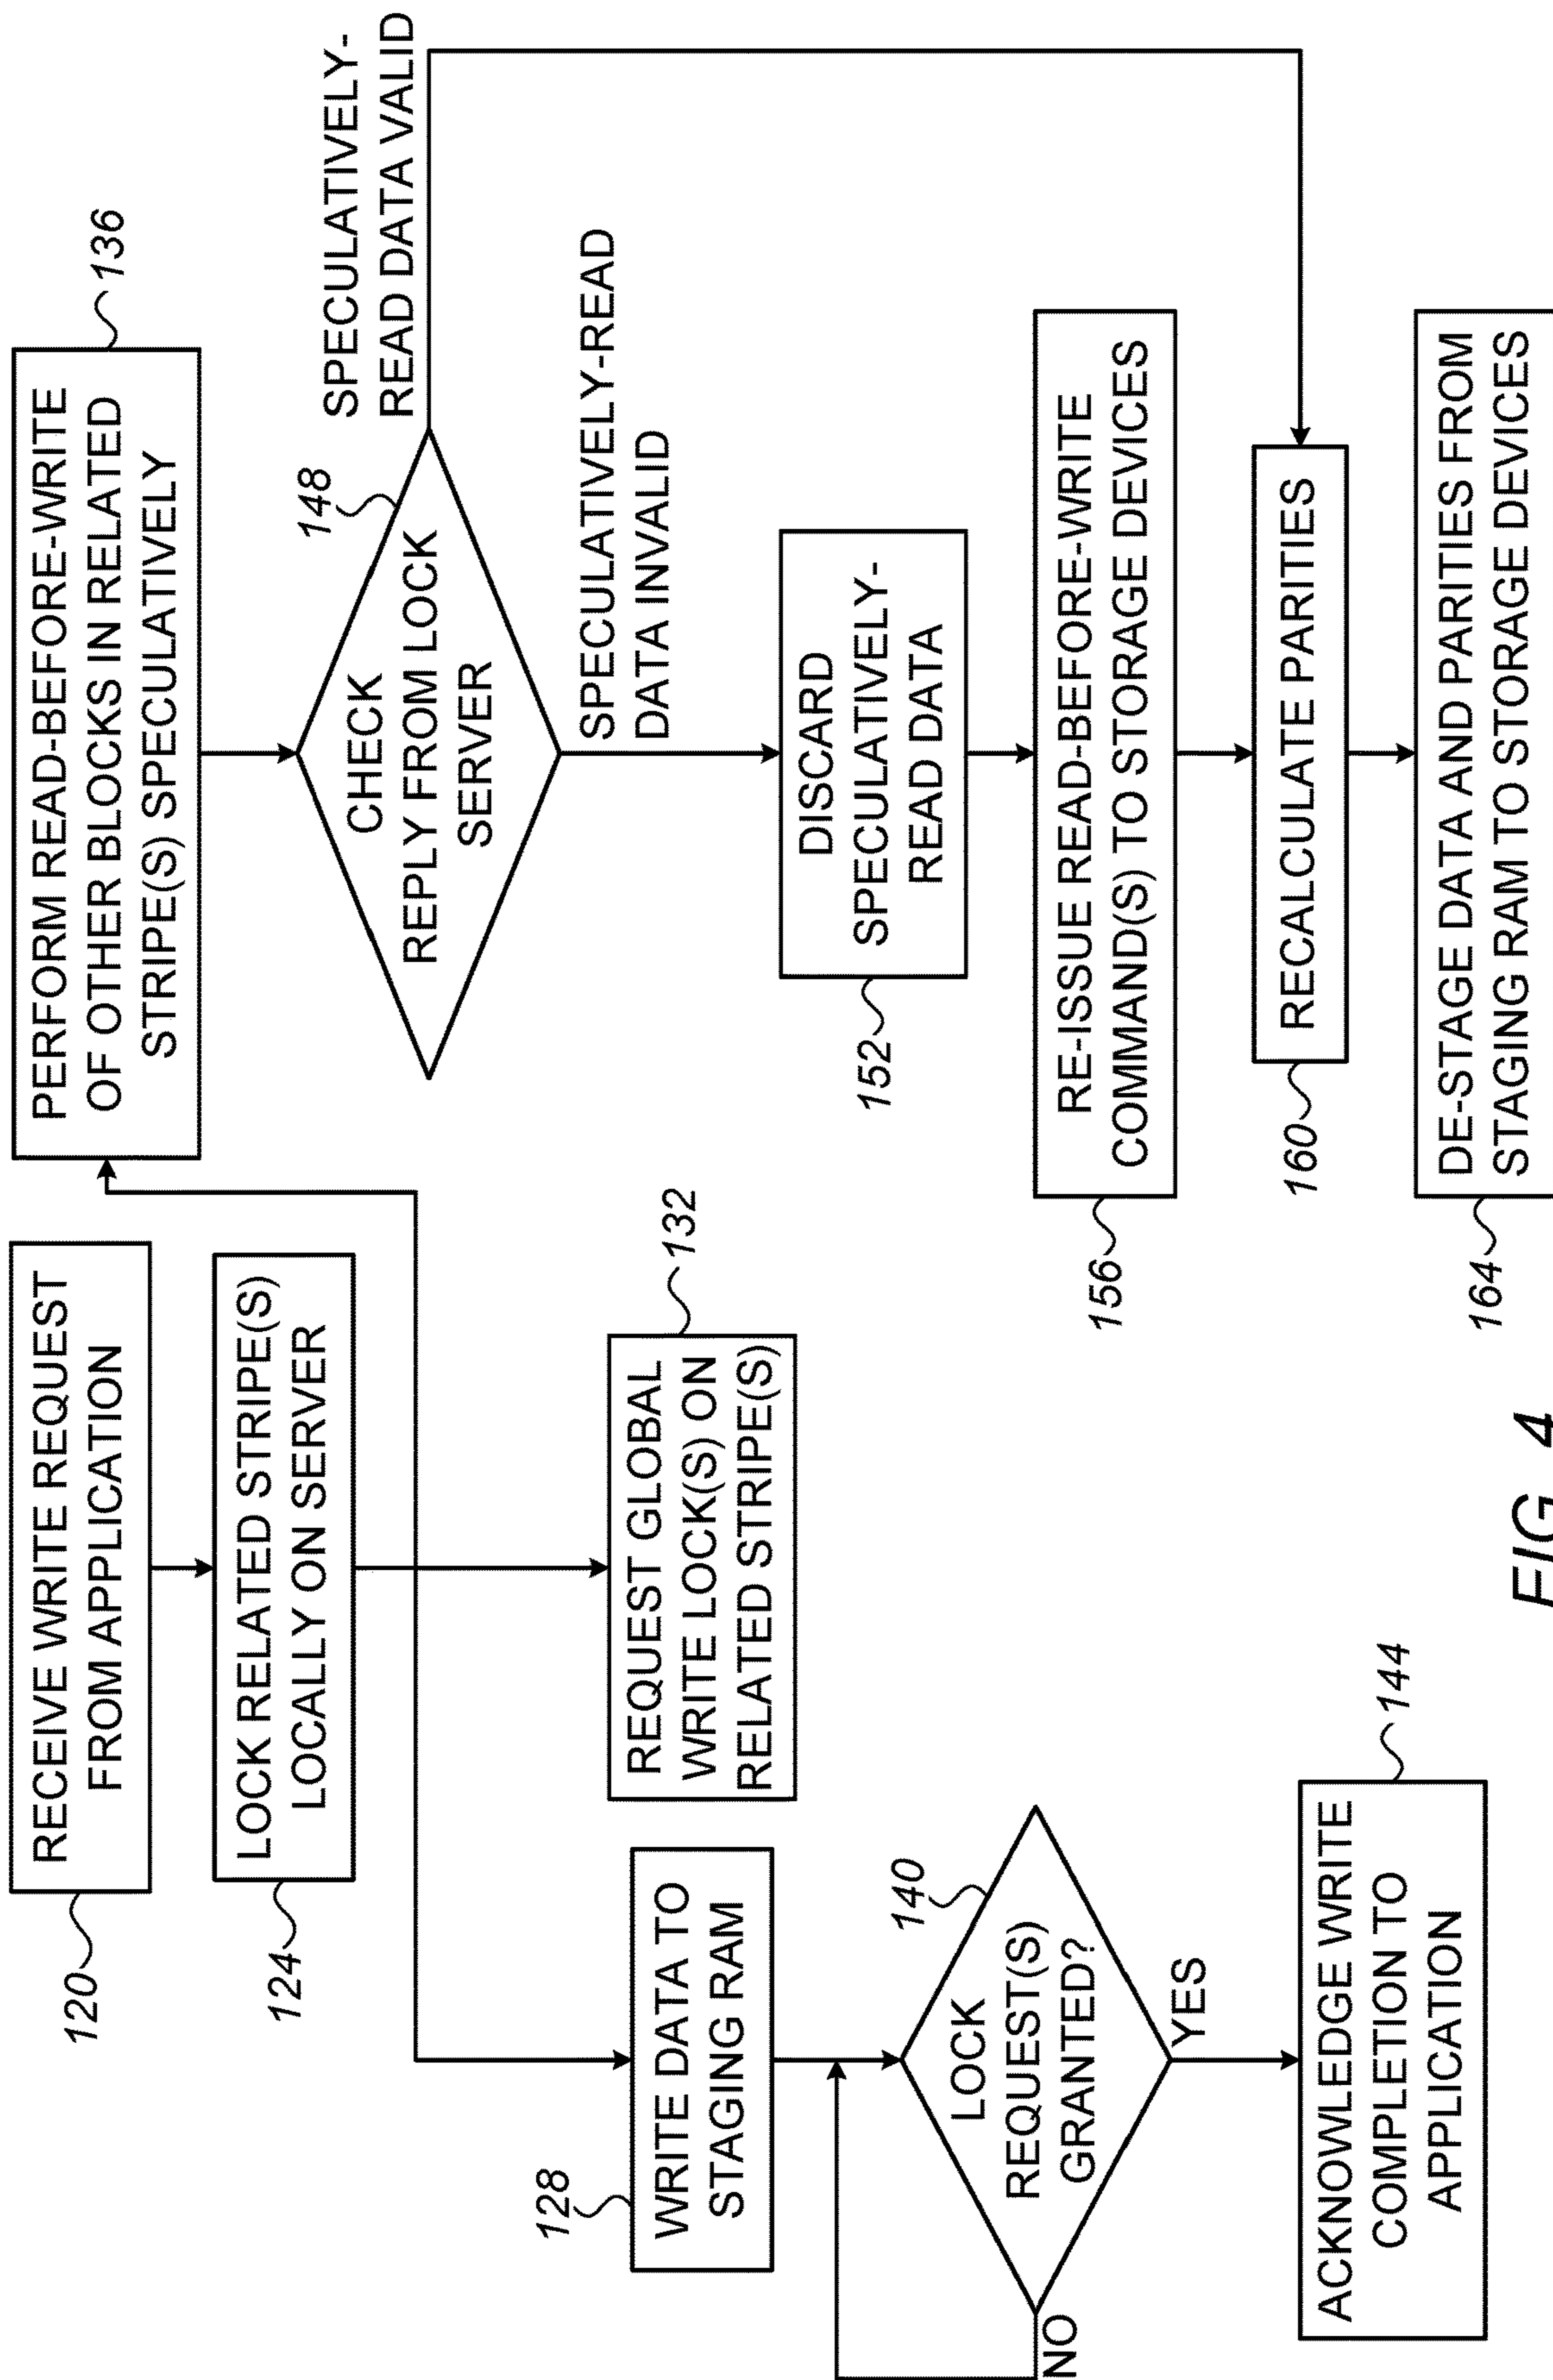 120
RECEIVE WRITE REQUEST
FROM APPLICATION
124
LOCK RELATED STRIPE(S)
LOCALLY ON SERVER
128
WRITE DATA TO
STAGING RAM
132
REQUEST GLOBAL
WRITE LOCK(S) ON
RELATED STRIPE(S)
136
PERFORM READ-BEFORE-WRITE
OF OTHER BLOCKS IN RELATED
STRIPE(S) SPECULATIVELY
140
LOCK
REQUEST(S)
GRANTED?
NO
YES
144
ACKNOWLEDGE WRITE
COMPLETION TO
APPLICATION
148
CHECK
REPLY FROM LOCK
SERVER
SPECULATIVELY-
READ DATA VALID
SPECULATIVELY-READ
DATA INVALID
152
DISCARD
SPECULATIVELY-
READ DATA
156
RE-ISSUE READ-BEFORE-WRITE
COMMAND(S) TO STORAGE DEVICES
160
RECALCULATE PARITIES
164
DE-STAGE DATA AND PARITIES FROM
STAGING RAM TO STORAGE DEVICES
FIG. 4